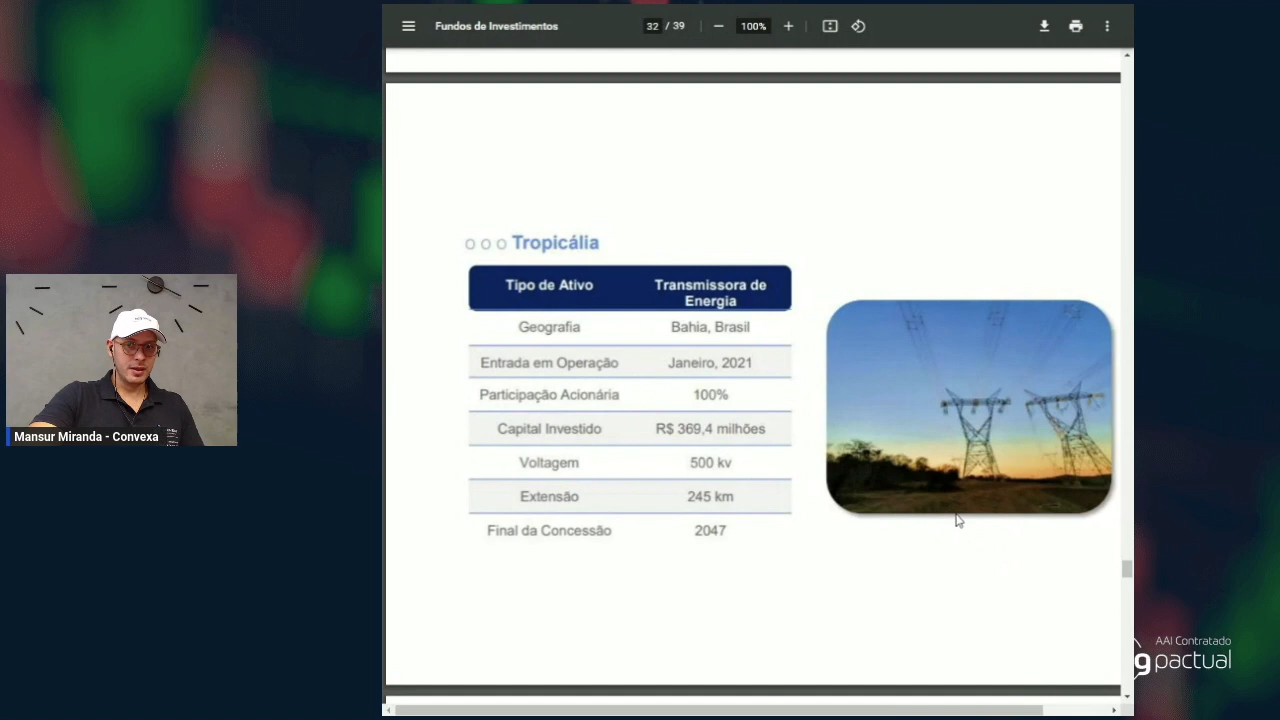 Fundos de Investimentos
32 / 39
100%
Tropicália
Tipo de Ativo
Transmissora de
Energia
Geografia
Bahia, Brasil
Entrada em Operação
Janeiro, 2021
Participação Acionária
100%
Capital Investido
R$ 369,4 milhões
Voltagem
500 kv
Extensão
245 km
Final da Concessão
2047
Mansur Miranda - Convexa
AAI Contratado
g pactual